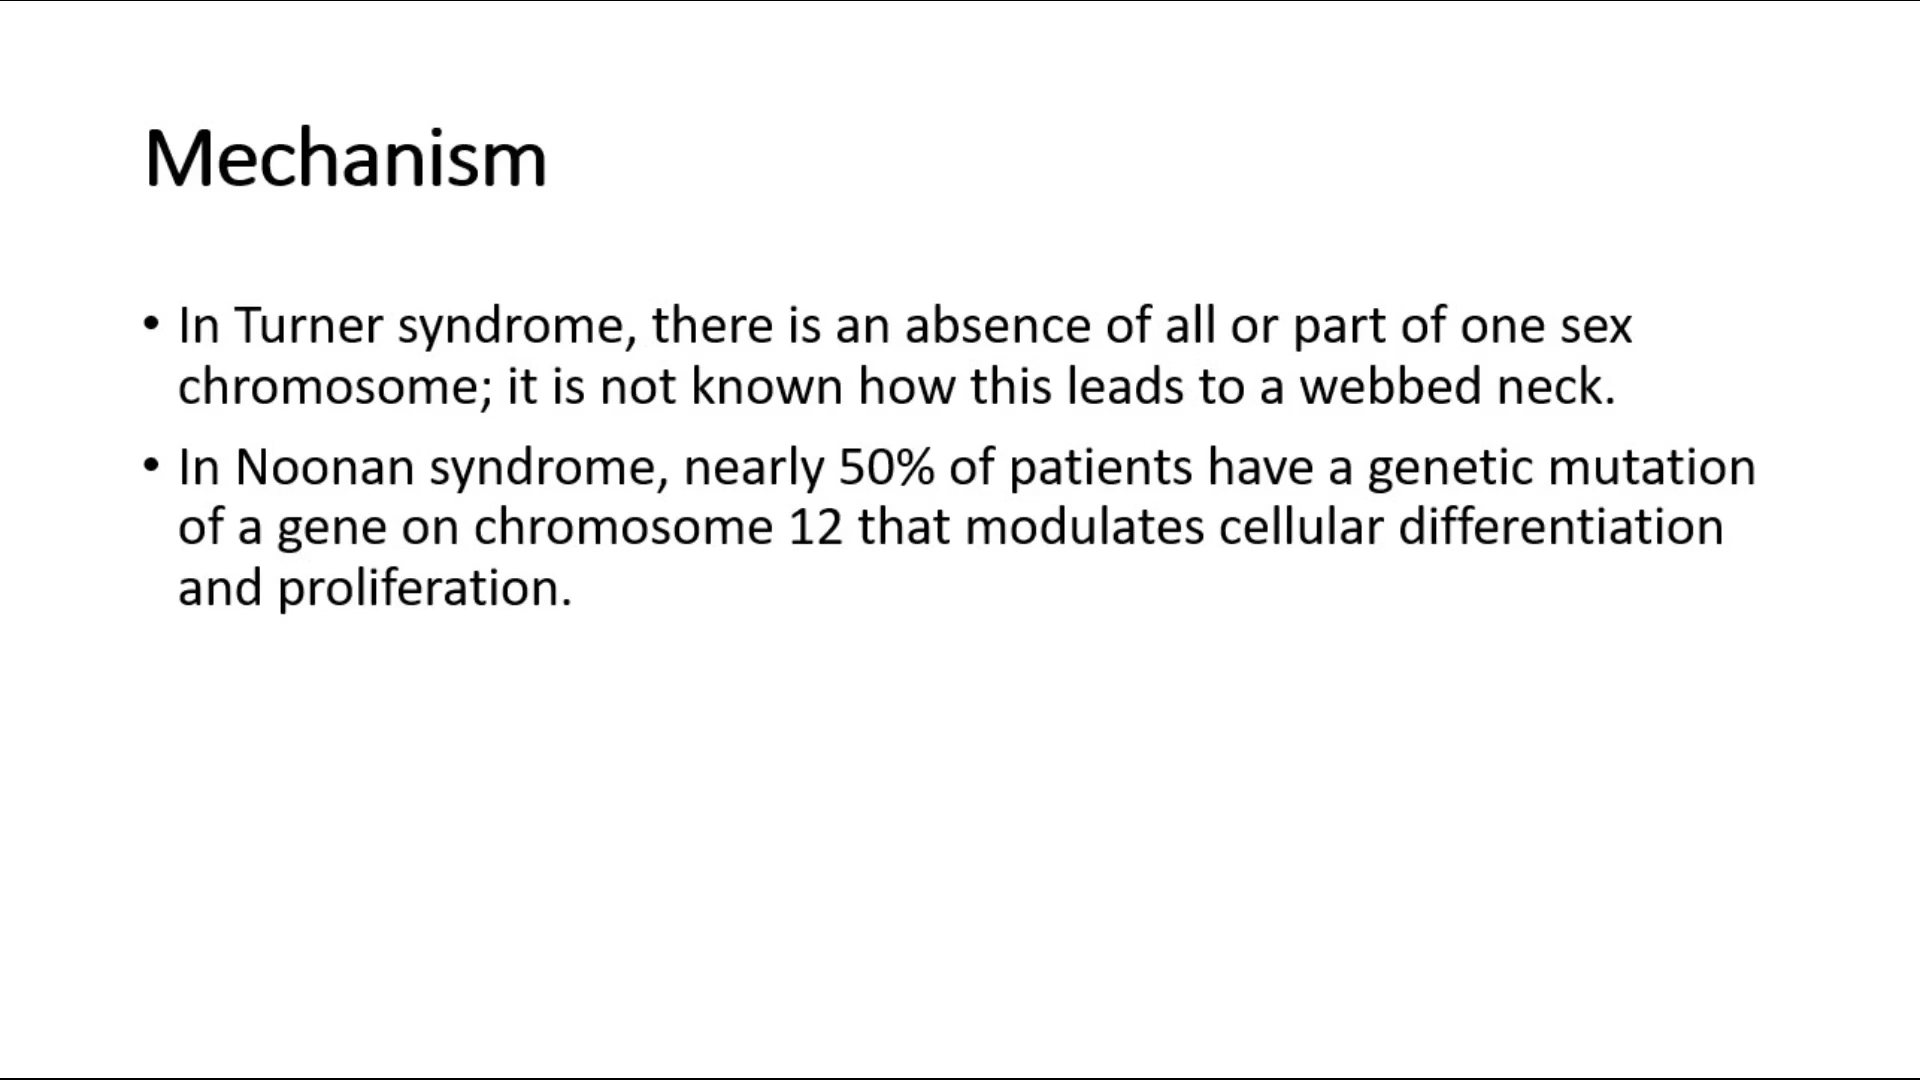 Mechanism
• In Turner syndrome, there is an absence of all or part of one sex
chromosome; it is not known how this leads to a webbed neck.
• In Noonan syndrome, nearly 50% of patients have a genetic mutation
of a gene on chromosome 12 that modulates cellular differentiation
and proliferation.